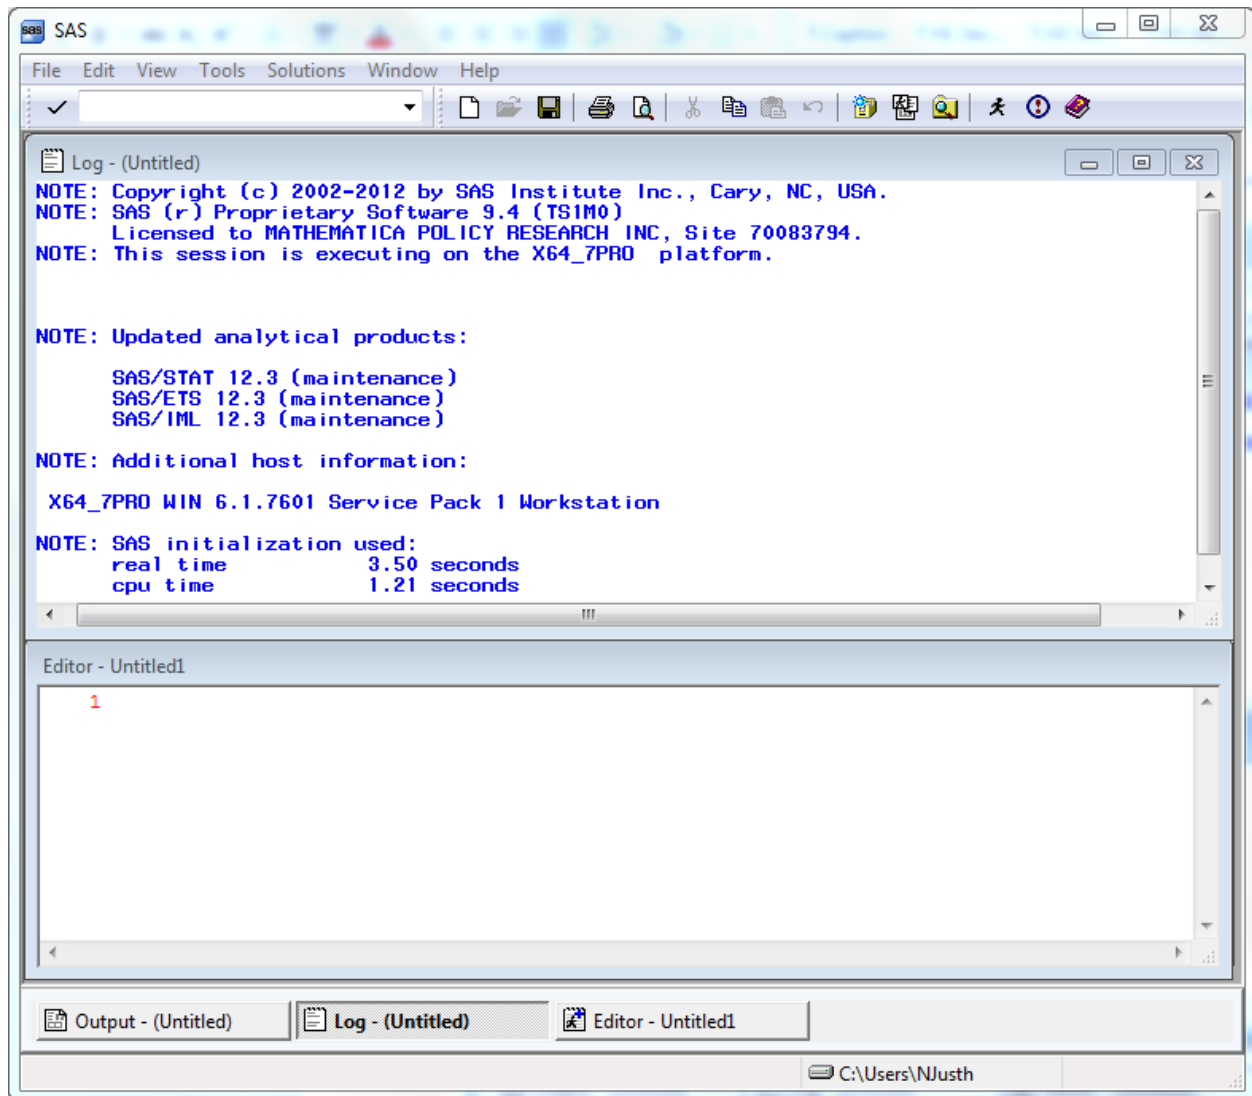 sas SAS
File Edit View Tools Solutions Window Help
Log - (Untitled)
NOTE: Copyright (c) 2002-2012 by SAS Institute Inc., Cary, NC, USA.
NOTE: SAS (r) Proprietary Software 9.4 (TS1M0)
Licensed to MATHEMATICA POLICY RESEARCH INC, Site 70083794.
NOTE: This session is executing on the X64_7PRO  platform.
NOTE: Updated analytical products:
SAS/STAT 12.3 (maintenance)
SAS/ETS 12.3 (maintenance)
SAS/IML 12.3 (maintenance)
NOTE: Additional host information:
X64_7PRO WIN 6.1.7601 Service Pack 1 Workstation
NOTE: SAS initialization used:
real time           3.50 seconds
cpu time            1.21 seconds
Editor - Untitled1
1
Output - (Untitled) Log - (Untitled) Editor - Untitled1
C:\Users\NJusth